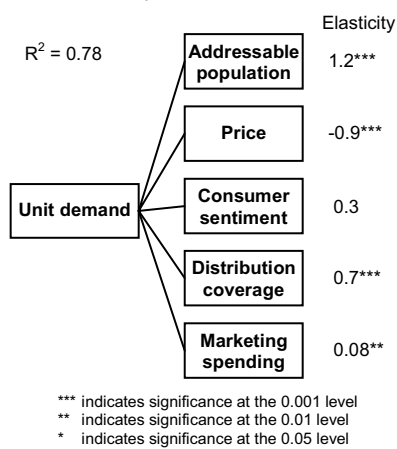 Elasticity
R² = 0.78
Addressable
population
1.2***
Price
-0.9***
Unit demand
Consumer
sentiment
0.3
Distribution
coverage
0.7***
Marketing
spending
0.08**
*** indicates significance at the 0.001 level
** indicates significance at the 0.01 level
* indicates significance at the 0.05 level